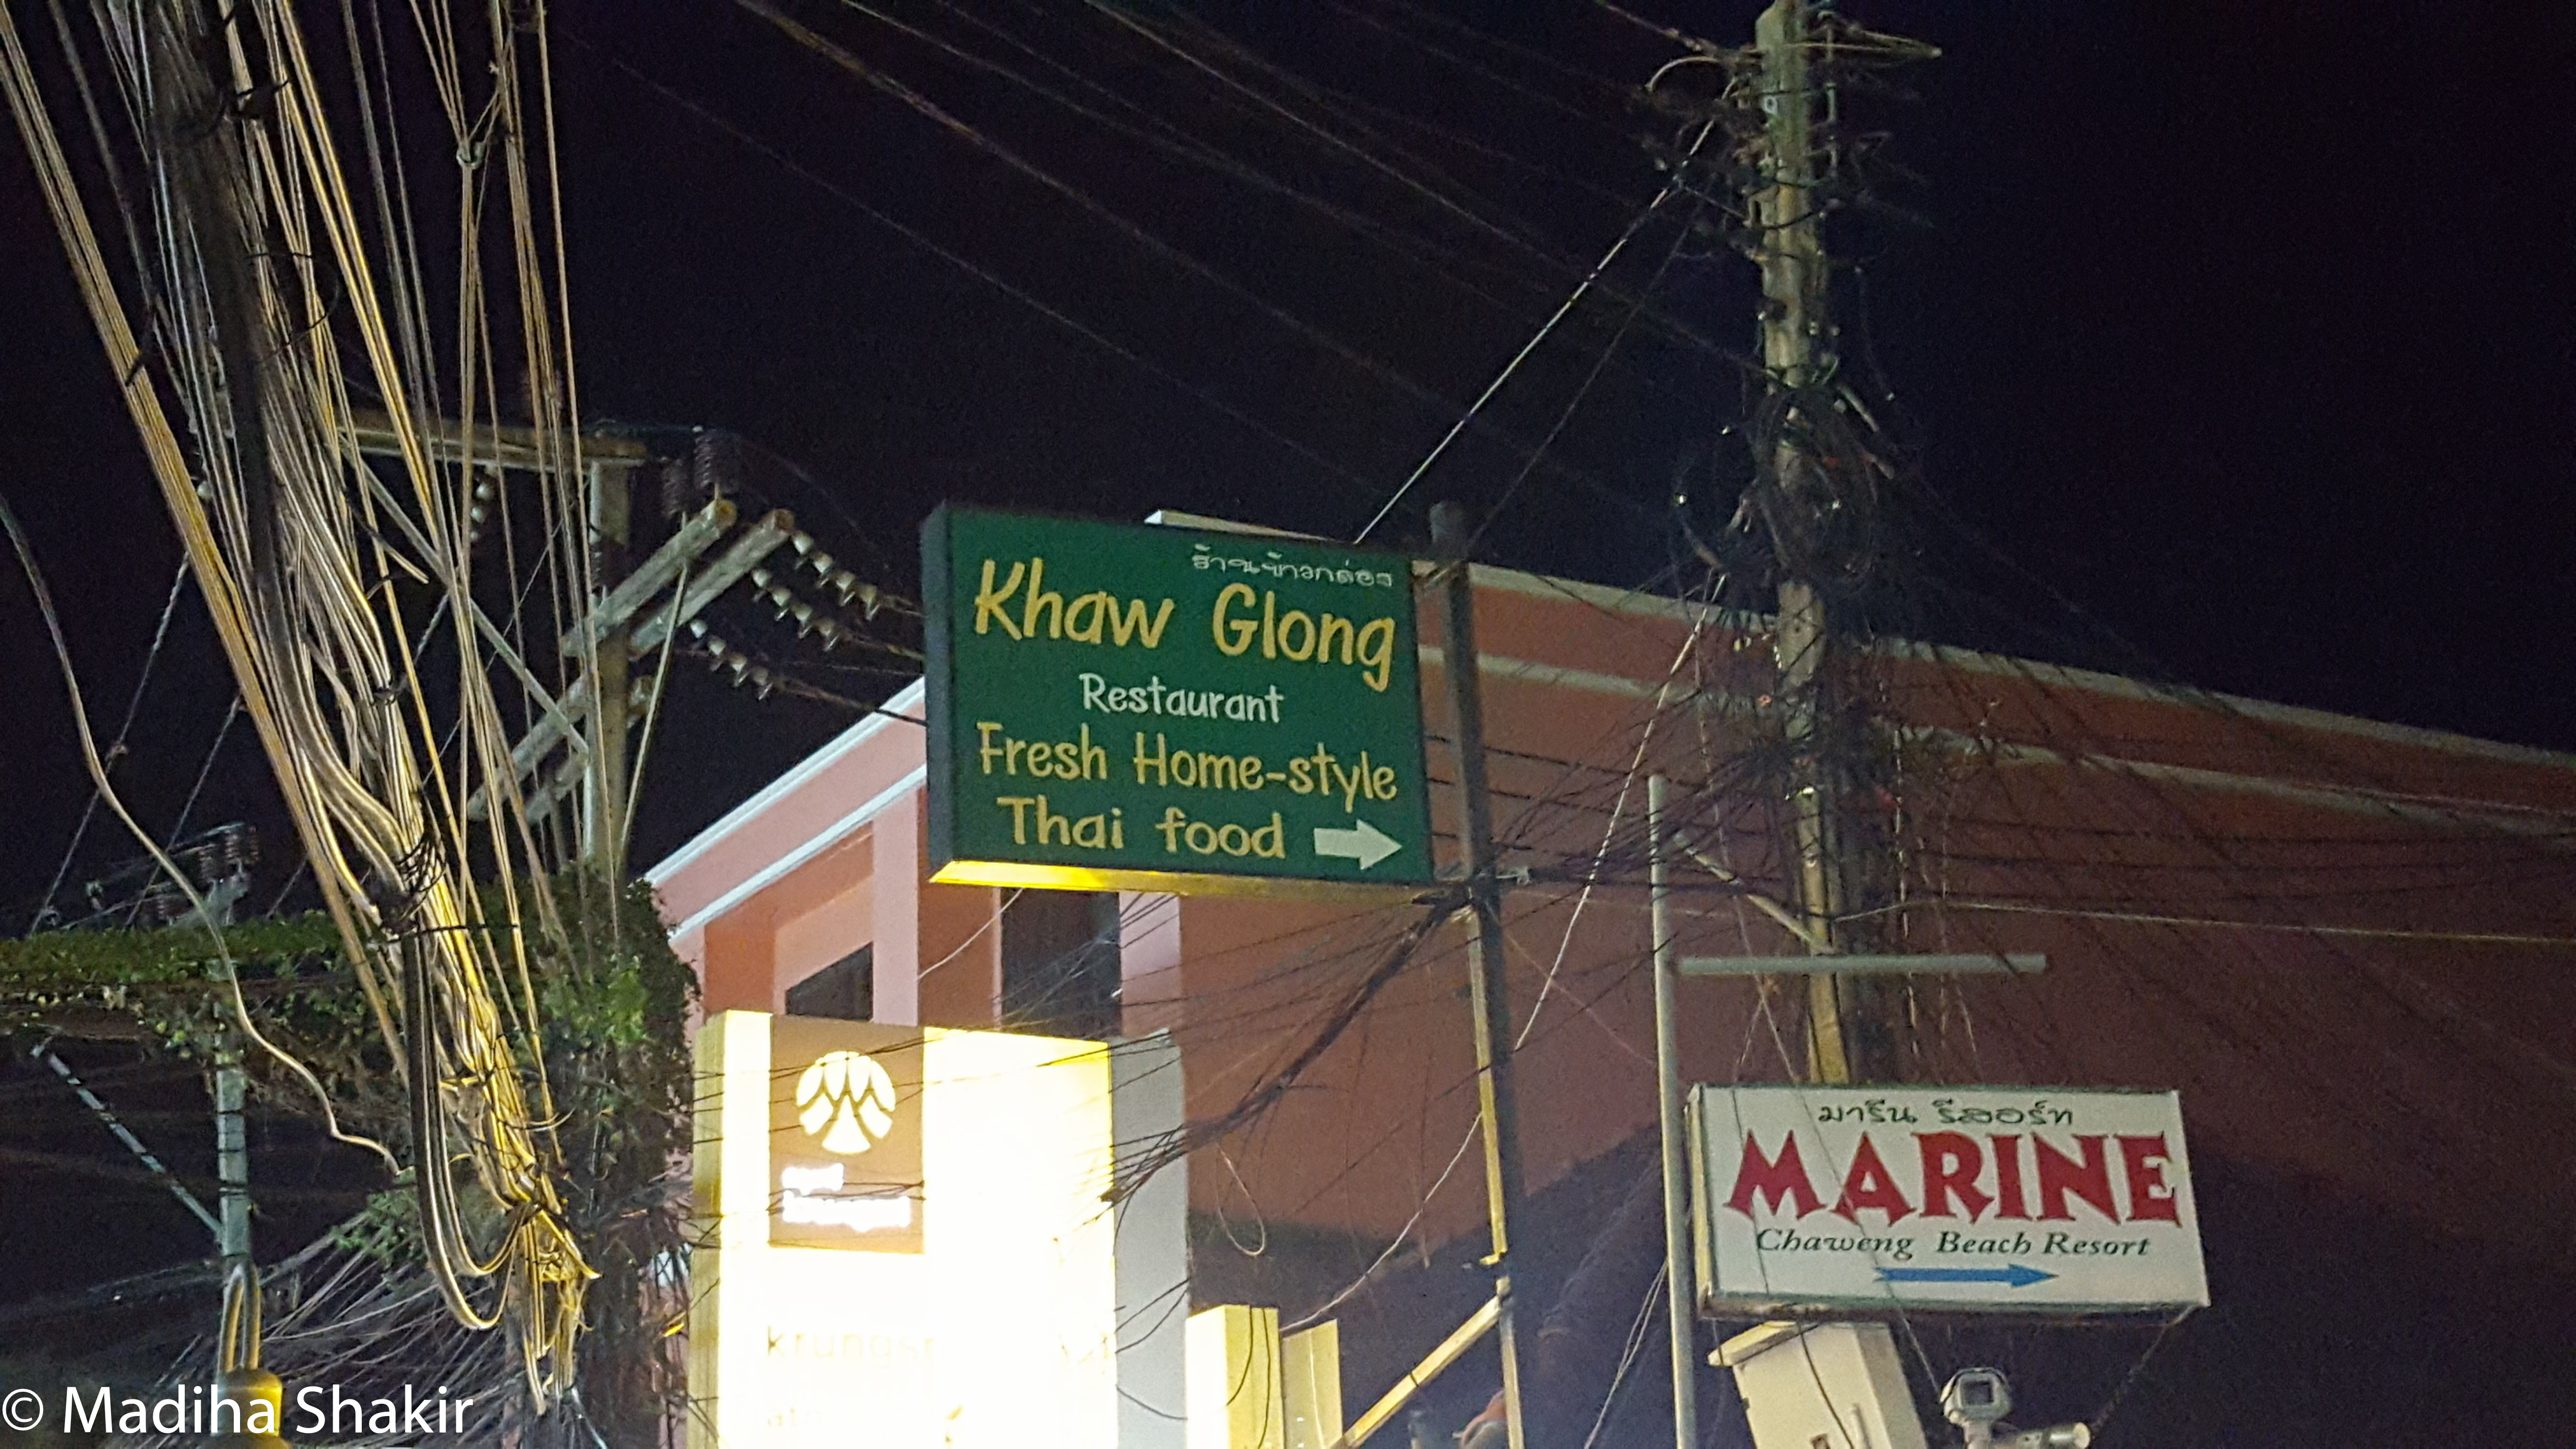 ร้านข้าวกล่อง
Khaw Glong
Restaurant
Fresh Home-style
Thai food
มารีน รีสอร์ท
MARINE
Chaweng Beach Resort
© Madiha Shakir